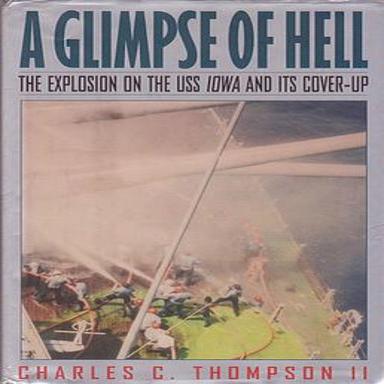 A GLIMPSE OF HELL
THE EXPLOSION ON THE USS IOWA AND ITS COVER-UP
CHARLES C. THOMPSON II